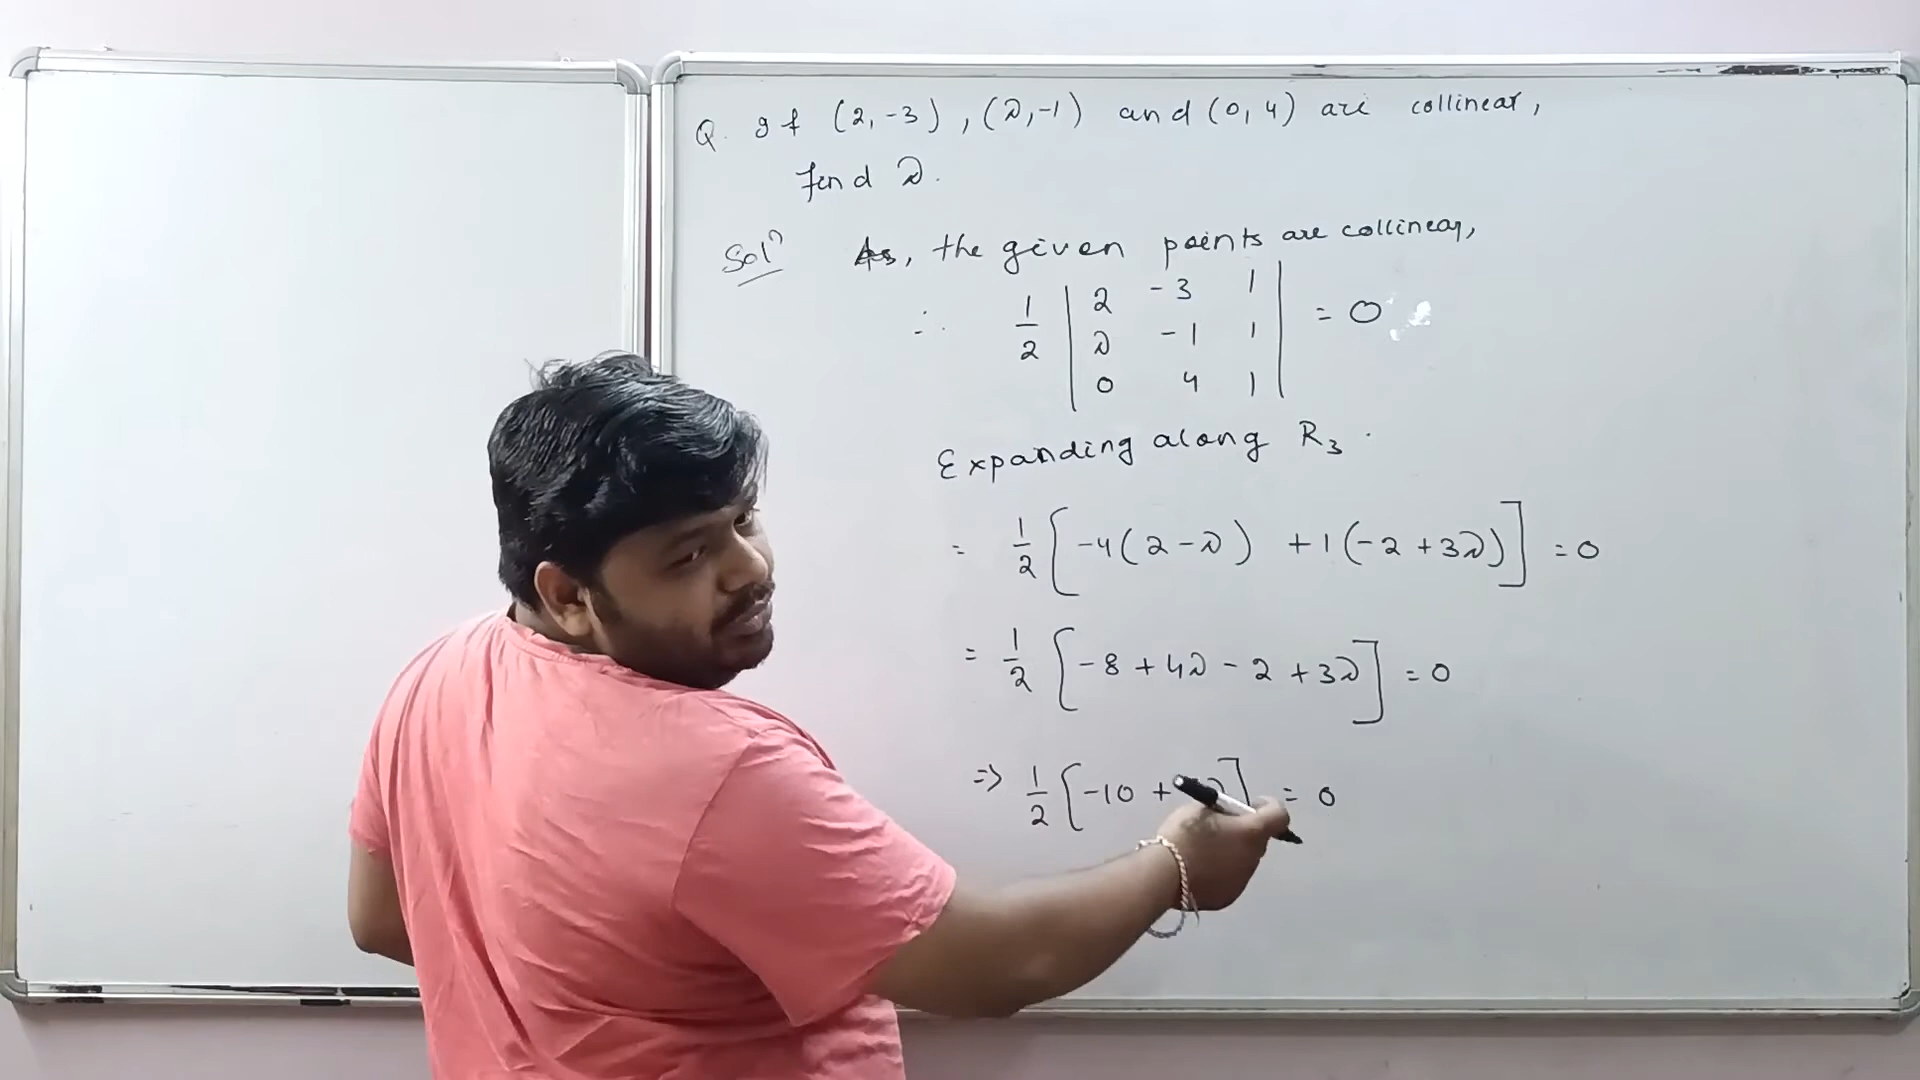 Q. If (2, -3), (λ, -1) and (0, 4) are collinear,
find λ.
Solⁿ As, the given points are collinear,
∴ 1/2 | 2 -3 1 | = 0
| λ -1 1 |
| 0 4 1 |
Expanding along R₃.
= 1/2 [-4(2-λ) +1(-2+3λ)] = 0
= 1/2 [-8+4λ-2+3λ] = 0
=> 1/2 [-10 + λ] = 0